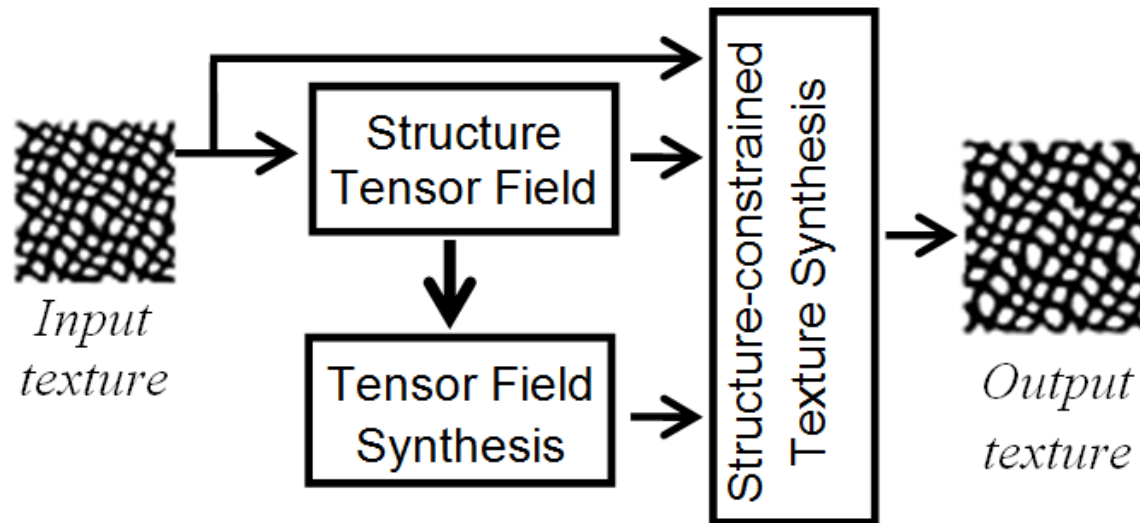 Input
texture
Structure
Tensor Field
Tensor Field
Synthesis
Structure-constrained
Texture Synthesis
Output
texture